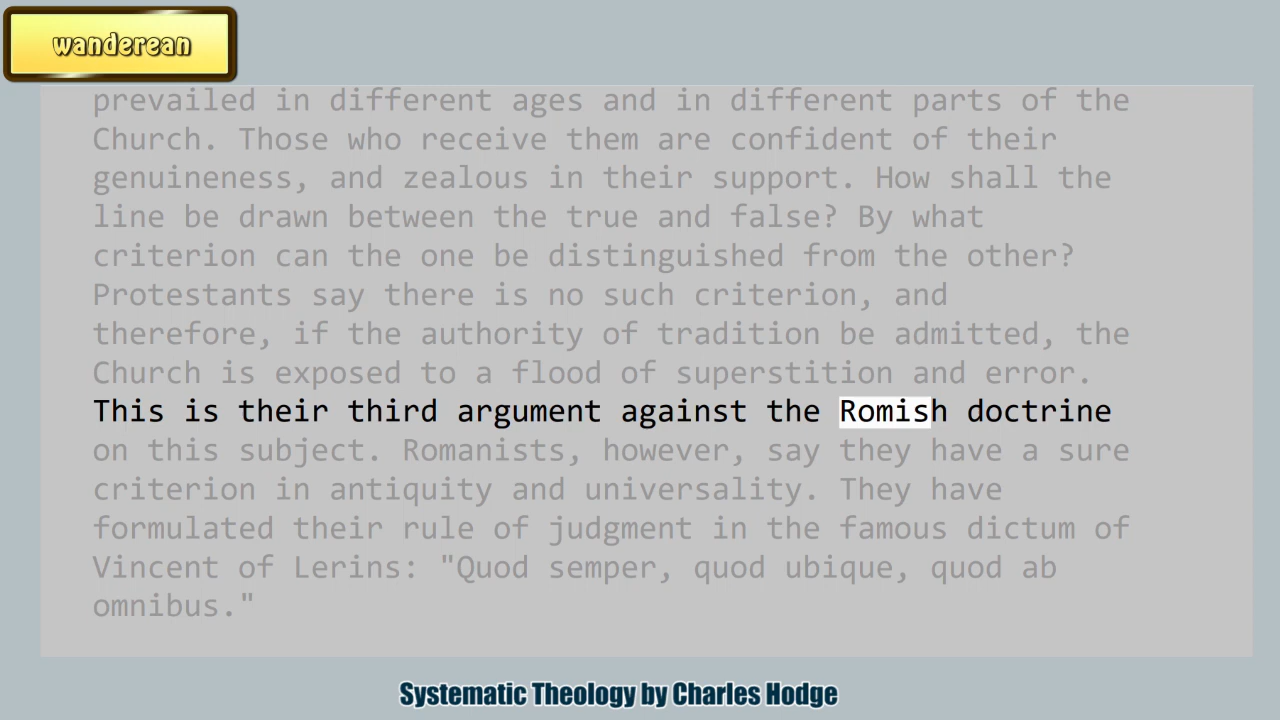 wanderean
prevailed in different ages and in different parts of the
Church. Those who receive them are confident of their
genuineness, and zealous in their support. How shall the
line be drawn between the true and false? By what
criterion can the one be distinguished from the other?
Protestants say there is no such criterion, and
therefore, if the authority of tradition be admitted, the
Church is exposed to a flood of superstition and error.
This is their third argument against the Romish doctrine
on this subject. Romanists, however, say they have a sure
criterion in antiquity and universality. They have
formulated their rule of judgment in the famous dictum of
Vincent of Lerins: "Quod semper, quod ubique, quod ab
omnibus."
Systematic Theology by Charles Hodge